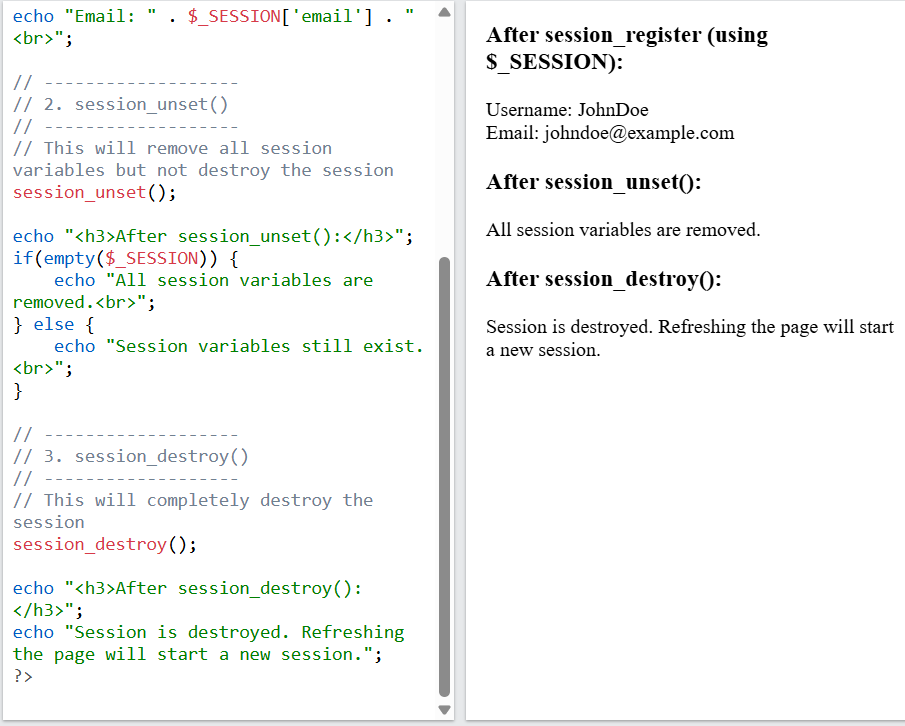 echo "Email: " . $_SESSION['email'] . "
<br>";
// -------------------
// 2. session_unset()
// -------------------
// This will remove all session
variables but not destroy the session
session_unset();
echo "<h3>After session_unset():</h3>";
if(empty($_SESSION)) {
    echo "All session variables are
removed.<br>";
} else {
    echo "Session variables still exist.
<br>";
}
// -------------------
// 3. session_destroy()
// -------------------
// This will completely destroy the
session
session_destroy();
echo "<h3>After session_destroy():
</h3>";
echo "Session is destroyed. Refreshing
the page will start a new session.";
?>
After session_register (using
$_SESSION):
Username: JohnDoe
Email: johndoe@example.com
After session_unset():
All session variables are removed.
After session_destroy():
Session is destroyed. Refreshing the page will start
a new session.